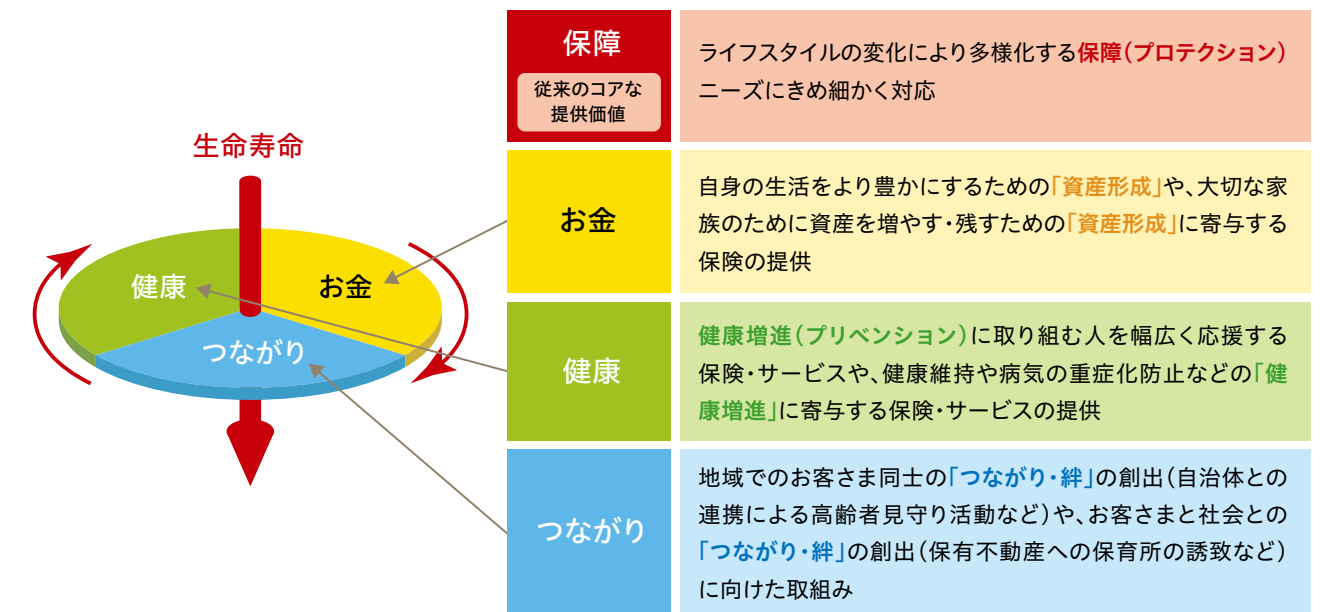 生命寿命
健康
お金
つながり
保障
従来のコアな
提供価値
ライフスタイルの変化により多様化する保障(プロテクション)
ニーズにきめ細かく対応
お金
自身の生活をより豊かにするための「資産形成」や、大切な家
族のために資産を増やす・残すための「資産形成」に寄与する
保険の提供
健康
健康増進(プリベンション)に取り組む人を幅広く応援する
保険・サービスや、健康維持や病気の重症化防止などの「健
康増進」に寄与する保険・サービスの提供
つながり
地域でのお客さま同士の「つながり・絆」の創出(自治体との
連携による高齢者見守り活動など)や、お客さまと社会との
「つながり・絆」の創出(保有不動産への保育所の誘致など)
に向けた取組み